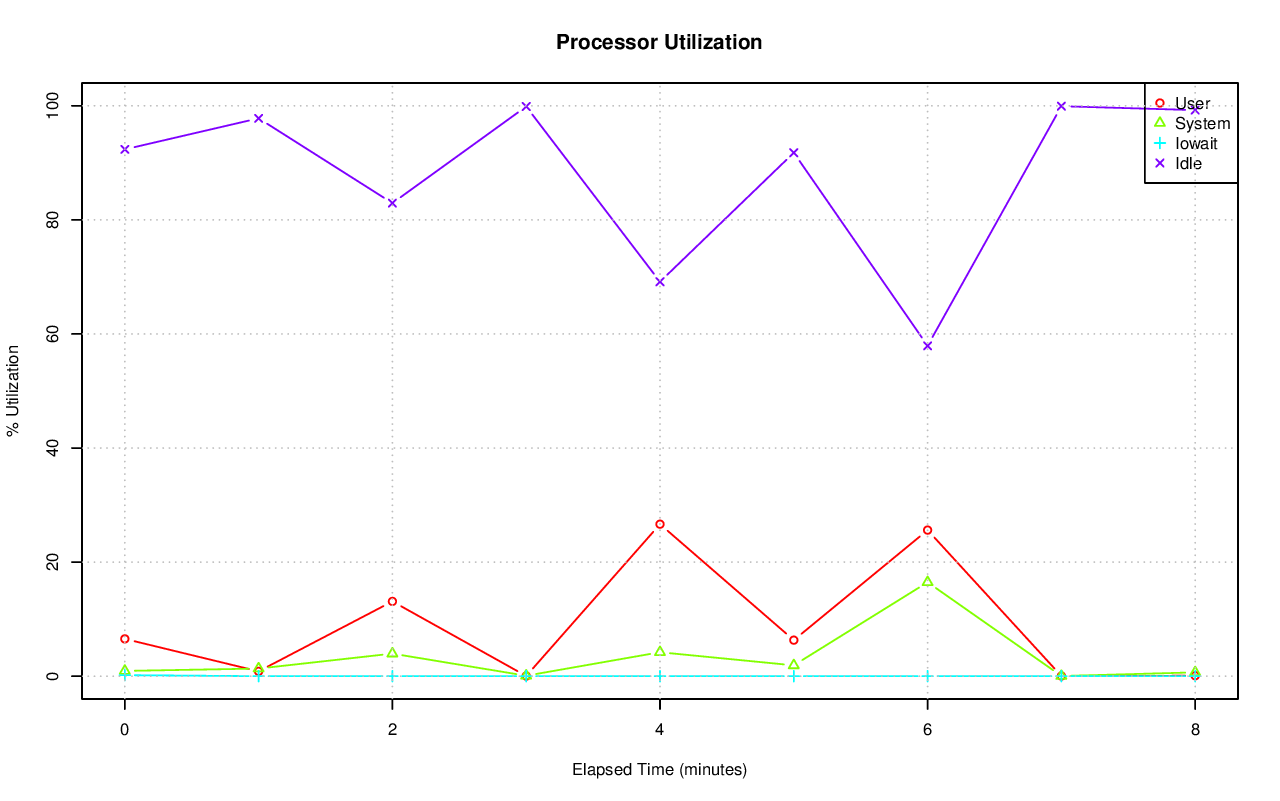 Processor Utilization
% Utilization
100
80
60
40
20
0
User
System
Iowait
Idle
0 2 4 6 8
Elapsed Time (minutes)